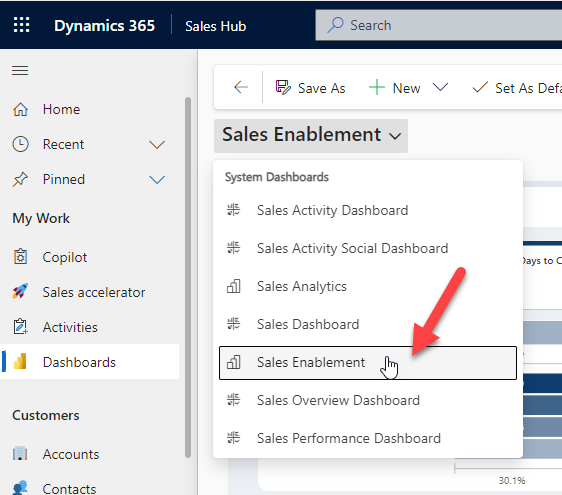 Dynamics 365 Sales Hub Search
Save As New Set As Defa
Home
Recent
Pinned
My Work
Copilot
Sales accelerator
Activities
Dashboards
Customers
Accounts
Contacts
Sales Enablement
System Dashboards
Sales Activity Dashboard
Sales Activity Social Dashboard
Sales Analytics
Sales Dashboard
Sales Enablement
Sales Overview Dashboard
Sales Performance Dashboard
Days to C
30.1%